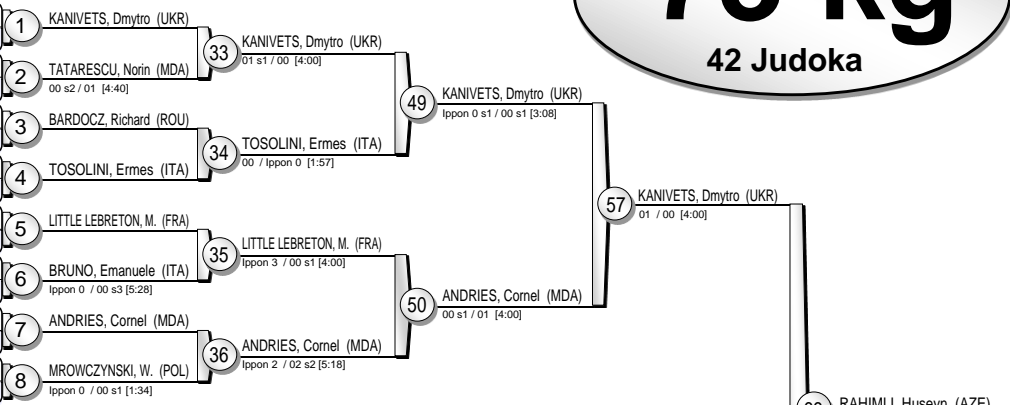 kg
42 Judoka
1
KANIVETS, Dmytro (UKR)
2
TATARESCU, Norin (MDA)
00 s2 / 01 [4:40]
3
BARDOCZ, Richard (ROU)
4
TOSOLINI, Ermes (ITA)
5
LITTLE LEBRETON, M. (FRA)
6
BRUNO, Emanuele (ITA)
Ippon 0 / 00 s3 [5:28]
7
ANDRIES, Cornel (MDA)
8
MROWCZYNSKI, W. (POL)
Ippon 0 / 00 s1 [1:34]
33
KANIVETS, Dmytro (UKR)
01 s1 / 00 [4:00]
34
TOSOLINI, Ermes (ITA)
00 / Ippon 0 [1:57]
35
LITTLE LEBRETON, M. (FRA)
Ippon 3 / 00 s1 [4:00]
36
ANDRIES, Cornel (MDA)
Ippon 2 / 02 s2 [5:18]
49
KANIVETS, Dmytro (UKR)
Ippon 0 s1 / 00 s1 [3:08]
50
ANDRIES, Cornel (MDA)
00 s1 / 01 [4:00]
57
KANIVETS, Dmytro (UKR)
01 / 00 [4:00]
RAHIMLI, Huseyn (AZE)